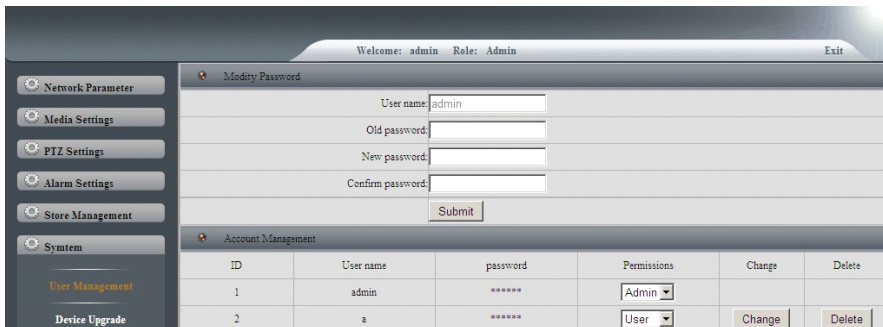 Welcome: admin Role: Admin Exit
Network Parameter
Media Settings
PTZ Settings
Alarm Settings
Store Management
Symtem
User Management
Device Upgrade
Modity Password
User name: admin
Old password:
New password:
Confirm password:
Submit
Account Management
ID User name password Permissions Change Delete
1 admin ****** Admin
2 a ****** User Change Delete